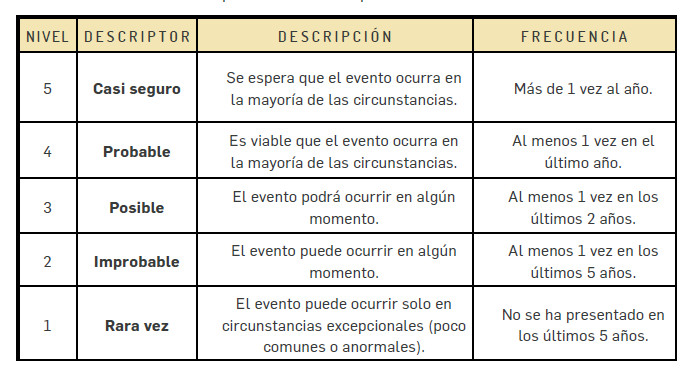 NIVEL DESCRIPTOR DESCRIPCIÓN FRECUENCIA
5 Casi seguro Se espera que el evento ocurra en la mayoría de las circunstancias. Más de 1 vez al año.
4 Probable Es viable que el evento ocurra en la mayoría de las circunstancias. Al menos 1 vez en el último año.
3 Posible El evento podrá ocurrir en algún momento. Al menos 1 vez en los últimos 2 años.
2 Improbable El evento puede ocurrir en algún momento. Al menos 1 vez en los últimos 5 años.
1 Rara vez El evento puede ocurrir solo en circunstancias excepcionales (poco comunes o anormales). No se ha presentado en los últimos 5 años.